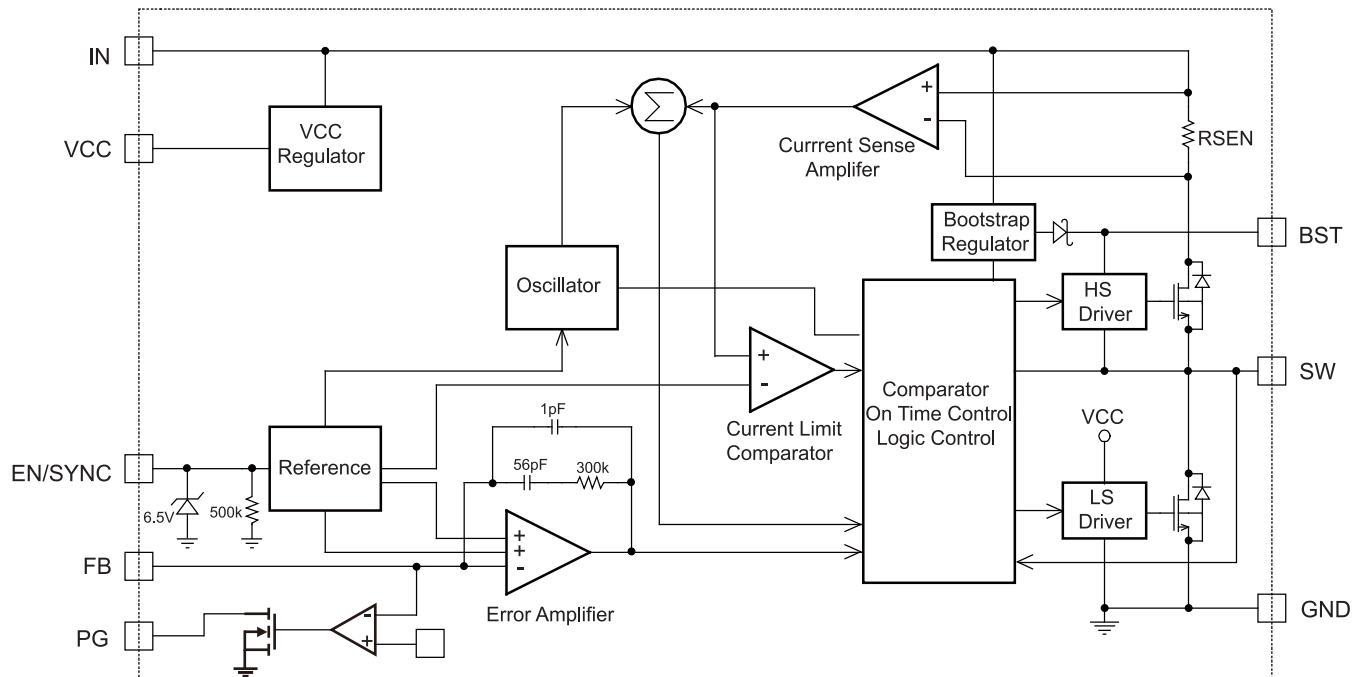 IN
VCC
VCC
Regulator
Σ
+
-
Currrent Sense
Amplifer
RSEN
Bootstrap
Regulator
BST
Oscillator
HS
Driver
+
-
Current Limit
Comparator
Comparator
On Time Control
Logic Control
SW
VCC
EN/SYNC
6.5V
500k
Reference
1pF
56pF
300k
LS
Driver
FB
+
+
-
Error Amplifier
PG
-
+
GND